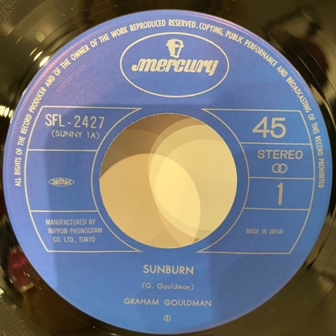 ALL RIGHTS OF THE RECORD PRODUCER AND OF THE OWNER OF THE WORK REPRODUCED RESERVED. COPYING, PUBLIC PERFORMANCE AND BROADCASTING OF THIS RECORD PROHIBITED
mercury
SFL-2427
(SUNNY 1A)
45
STEREO
1
MANUFACTURED BY
NIPPON PHONOGRAM
CO. LTD., TOKYO
MADE IN JAPAN
SUNBURN
(G. Gouldman)
GRAHAM GOULDMAN
①